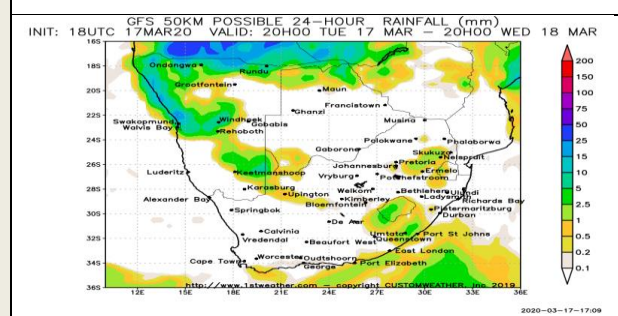 GFS 50KM POSSIBLE 24-HOUR RAINFALL (mm)
INIT: 18UTC 17MAR20 VALID: 20H00 TUE 17 MAR - 20H00 WED 18 MAR
16S
18S
20S
22S
24S
26S
28S
30S
32S
34S
36S
Ondangwa
Rundu
Grootfontein
Maun
Francistown
Ghanzi
Swakopmund
Windhoek
Gobabis
Musina
Walvis Bay
Rehoboth
Polokwane
Phalaborwa
Gaborone
Skukuza
Johannesburg
Pretoria
Nelspruit
Luderitz
Keetmanshoop
Vryburg
Potchefstroom
Ermelo
Karasburg
Upington
Welkom
Bethlehem
Ulundi
Alexander Bay
Kimberley
Ladysmith
Richards Bay
Bloemfontein
Springbok
Pietermaritzburg
De Aar
Durban
Calvinia
Umtata
Port St Johns
Vredendal
Beaufort West
Queenstown
East London
Cape Town
Worcester
Oudtshoorn
George
Port Elizabeth
http://www.1stweather.com - copyright CUSTOMWEATHER, inc 2019
12E 15E 18E 21E 24E 27E 30E 33E 36E
200
150
100
75
50
25
15
10
5
2.5
1
0.5
0.2
0.1
2020-03-17-17:09